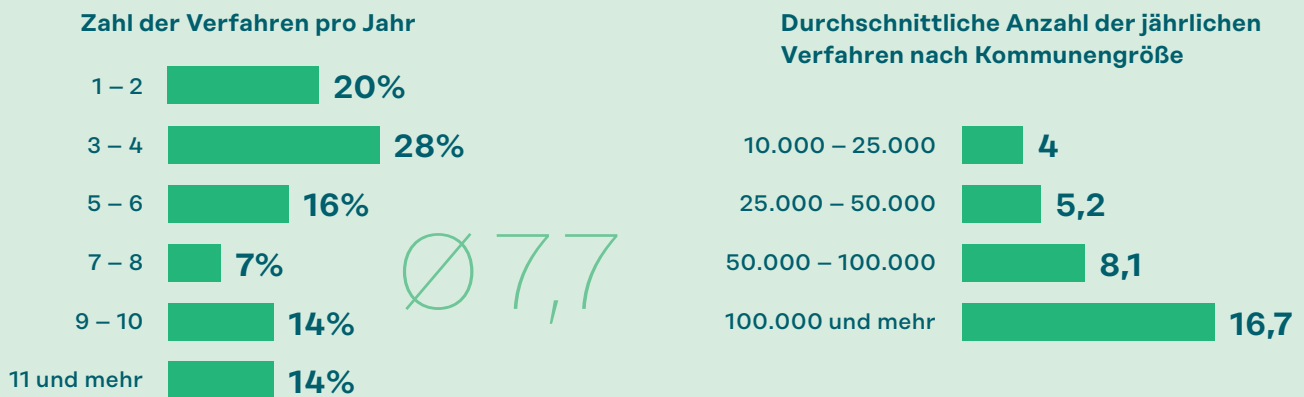 Zahl der Verfahren pro Jahr
1 – 2 20%
3 – 4 28%
5 – 6 16%
7 – 8 7%
9 – 10 14%
11 und mehr 14%
Ø 7,7
Durchschnittliche Anzahl der jährlichen
Verfahren nach Kommunengröße
10.000 – 25.000 4
25.000 – 50.000 5,2
50.000 – 100.000 8,1
100.000 und mehr 16,7